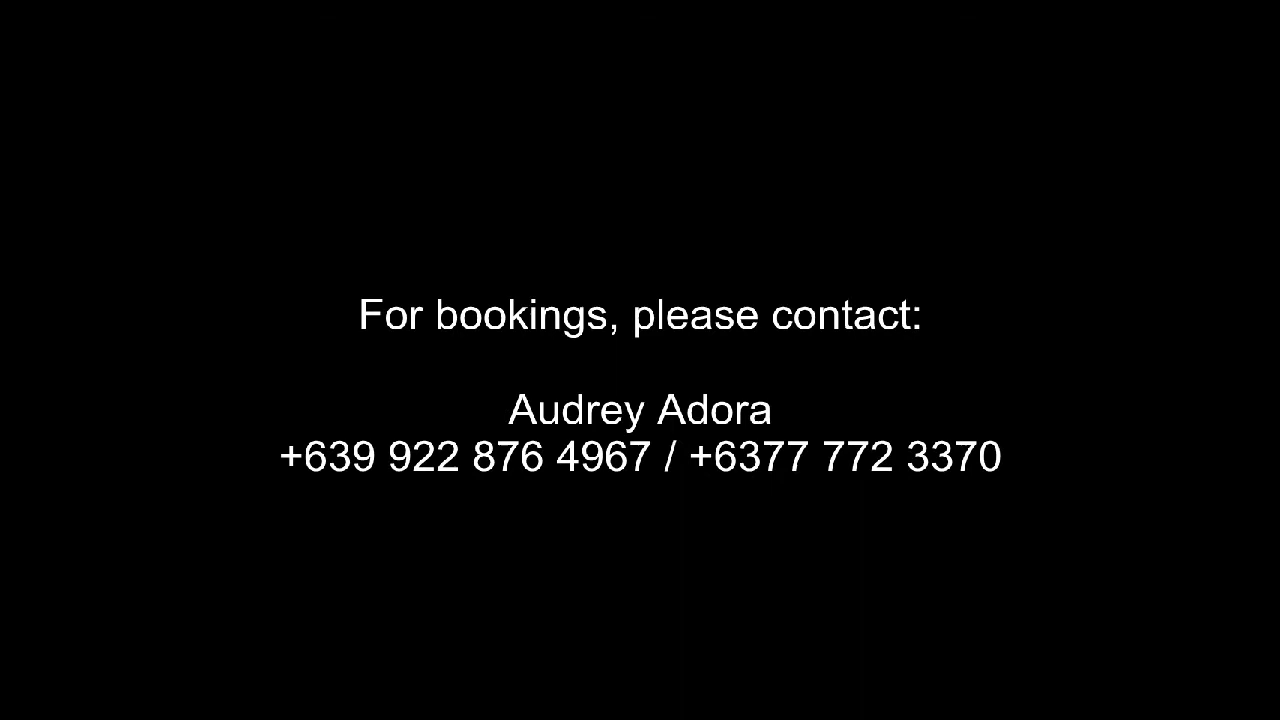 For bookings, please contact:
Audrey Adora
+639 922 876 4967 / +6377 772 3370